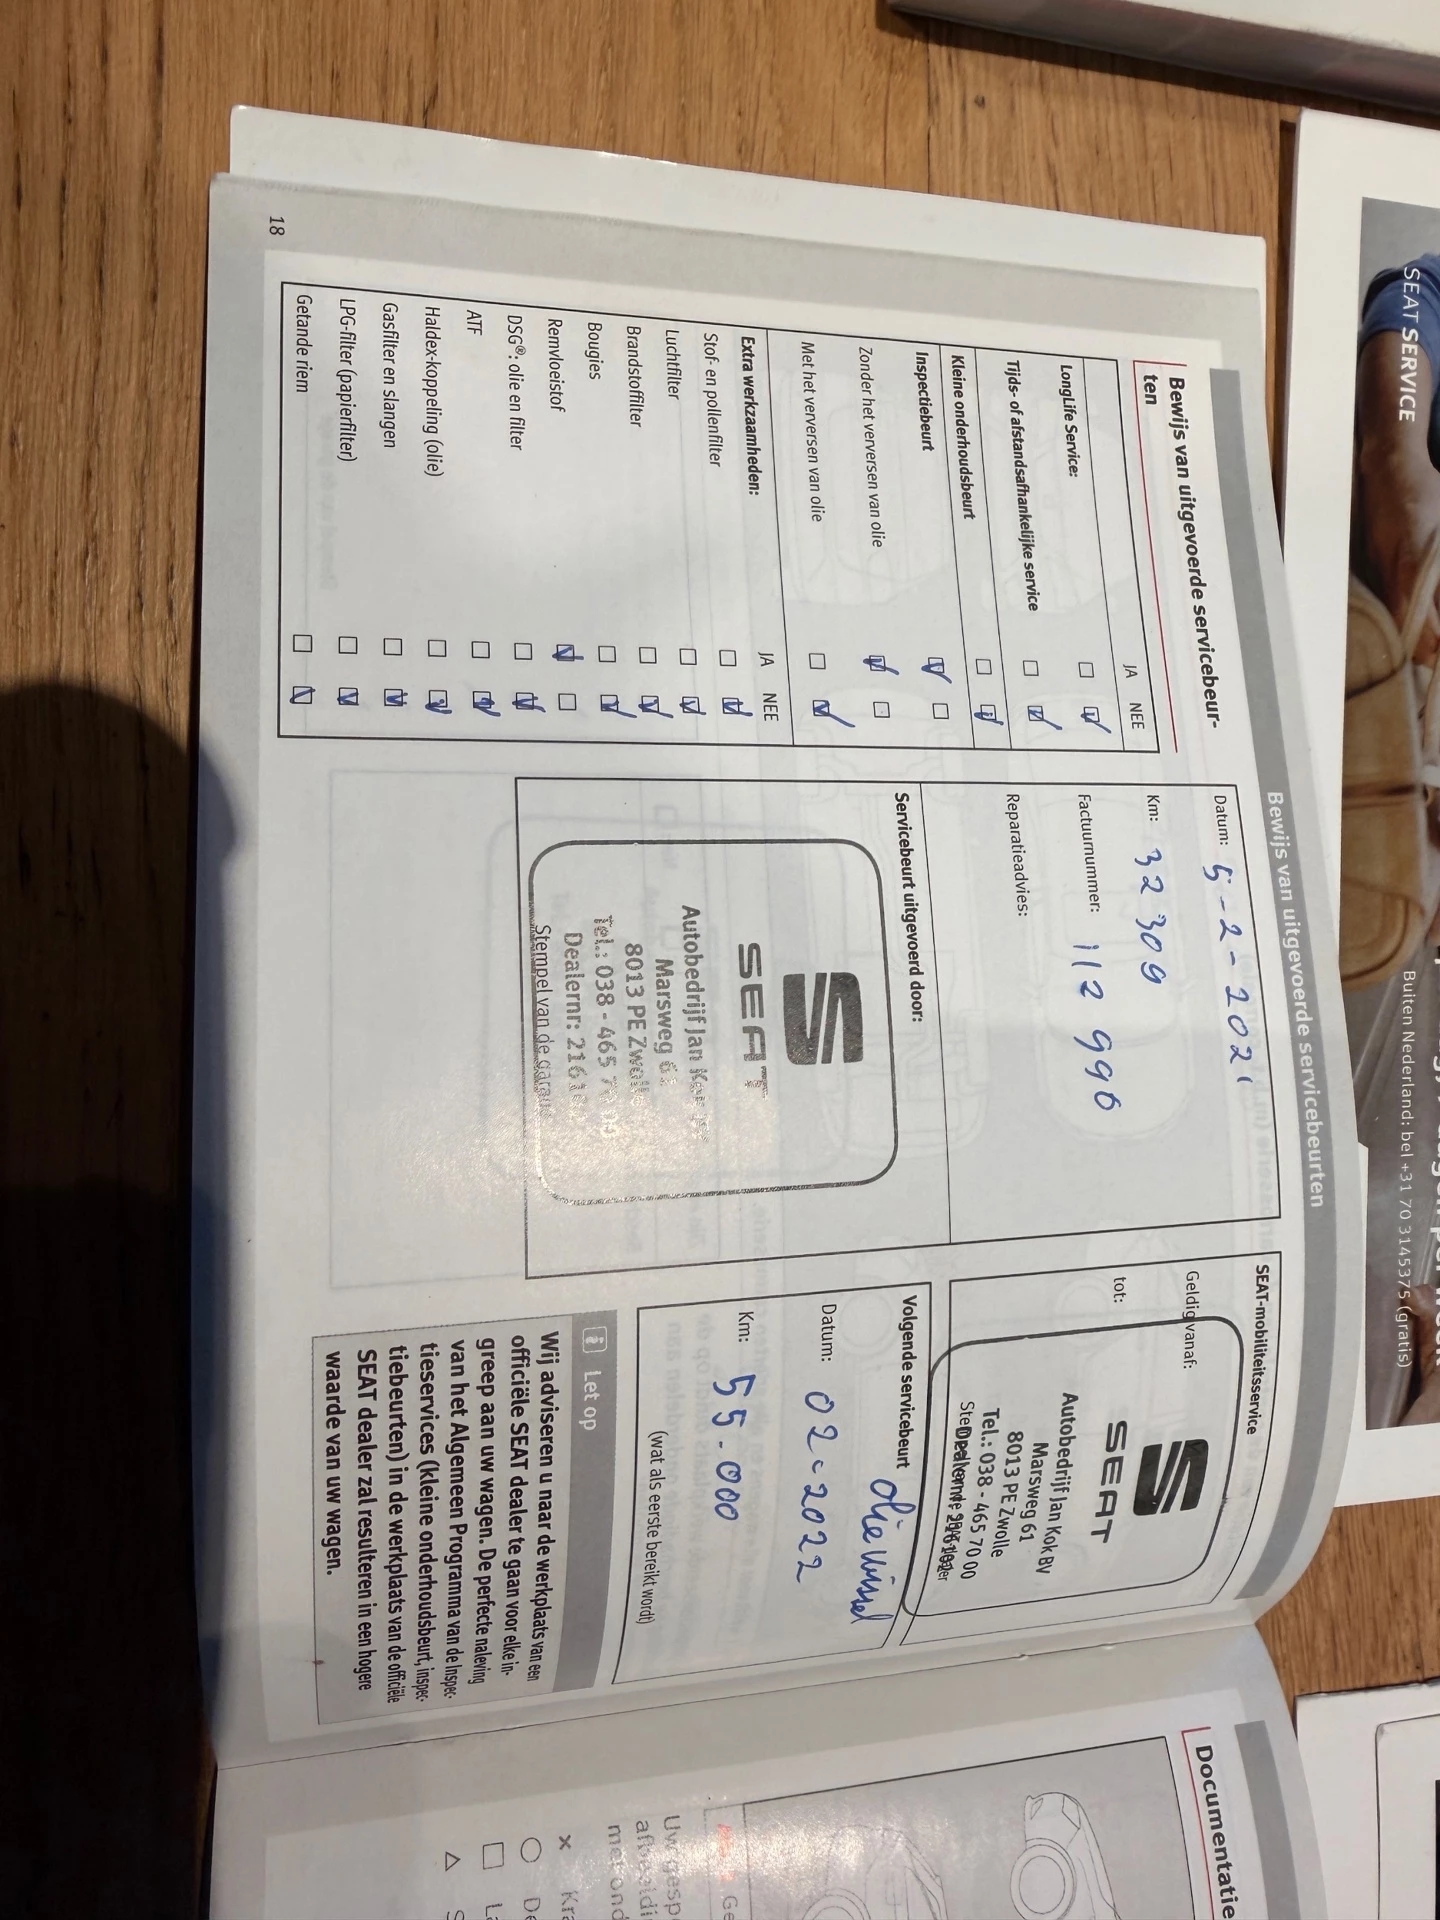 Bewijs van uitgevoerde servicebeurten
Bewijs van uitgevoerde servicebeur-
ten
JA NEE
LongLife Service:
Tijds- of afstandsafhankelijke service
Kleine onderhoudsbeurt
Inspectiebeurt
Zonder het verversen van olie
Met het verversen van olie
Extra werkzaamheden: JA NEE
Stof- en pollenfilter
Luchtfilter
Brandstoffilter
Bougies
Remvloeistof
DSG®: olie en filter
ATF
Haldex-koppeling (olie)
Gasfilter en slangen
LPG-filter (papierfilter)
Getande riem
18
Datum: 5-2-2021
Km: 32 309
Factuurnummer: 112 996
Reparatieadvies:
Servicebeurt uitgevoerd door:
SEAT
Autobedrijf Jan Kok
Marsweg 61
8013 PE Zwolle
Tel.: 038 - 465
Dealernr: 216
Stempel van de garage
SEAT-mobiliteitsservice
Geldig vanaf:
tot:
SEAT
Autobedrijf Jan Kok BV
Marsweg 61
8013 PE Zwolle
Tel.: 038 - 465 70 00
Volgende servicebeurt
oliewissel
Datum: 02-2022
Km: 55.000
(wat als eerste bereikt wordt)
i Let op
Wij adviseren u naar de werkplaats van een
officiële SEAT dealer te gaan voor elke in-
greep aan uw wagen. De perfecte naleving
van het Algemeen Programma van de Inspec-
tieservices (kleine onderhoudsbeurt, inspec-
tiebeurten) in de werkplaats van de officiële
SEAT dealer zal resulteren in een hogere
waarde van uw wagen.
Documentatie
SEAT SERVICE
Buiten Nederland: bel +31 70 3145375 (gratis)